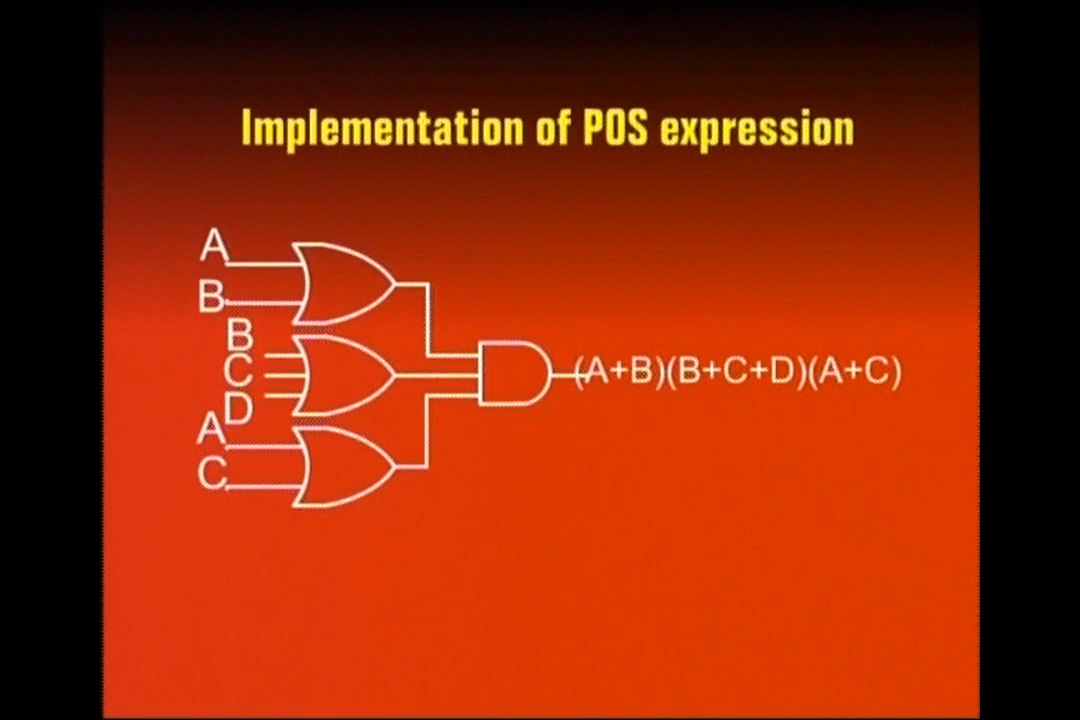 Implementation of POS expression
A
B
B
C
D
A
C
(A+B)(B+C+D)(A+C)